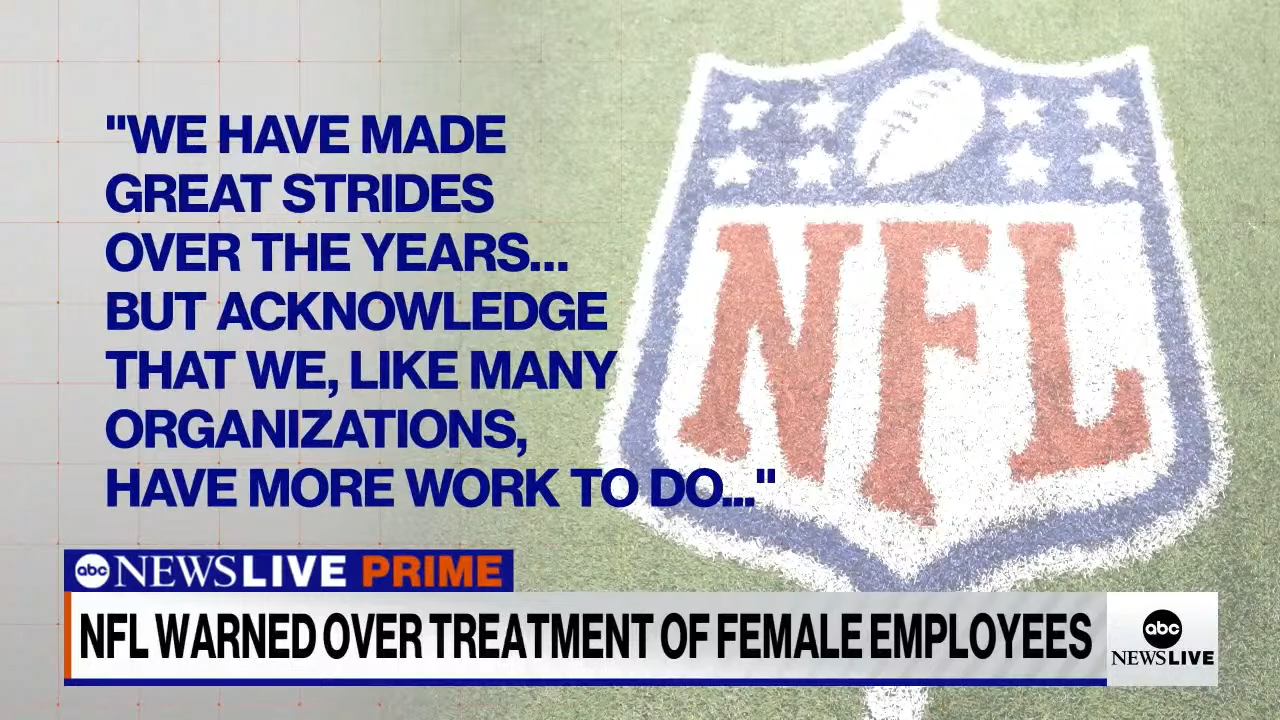 "WE HAVE MADE
GREAT STRIDES
OVER THE YEARS...
BUT ACKNOWLEDGE
THAT WE, LIKE MANY
ORGANIZATIONS,
HAVE MORE WORK TO DO..."
NFL
abc NEWS LIVE PRIME
NFL WARNED OVER TREATMENT OF FEMALE EMPLOYEES
abc
NEWS LIVE